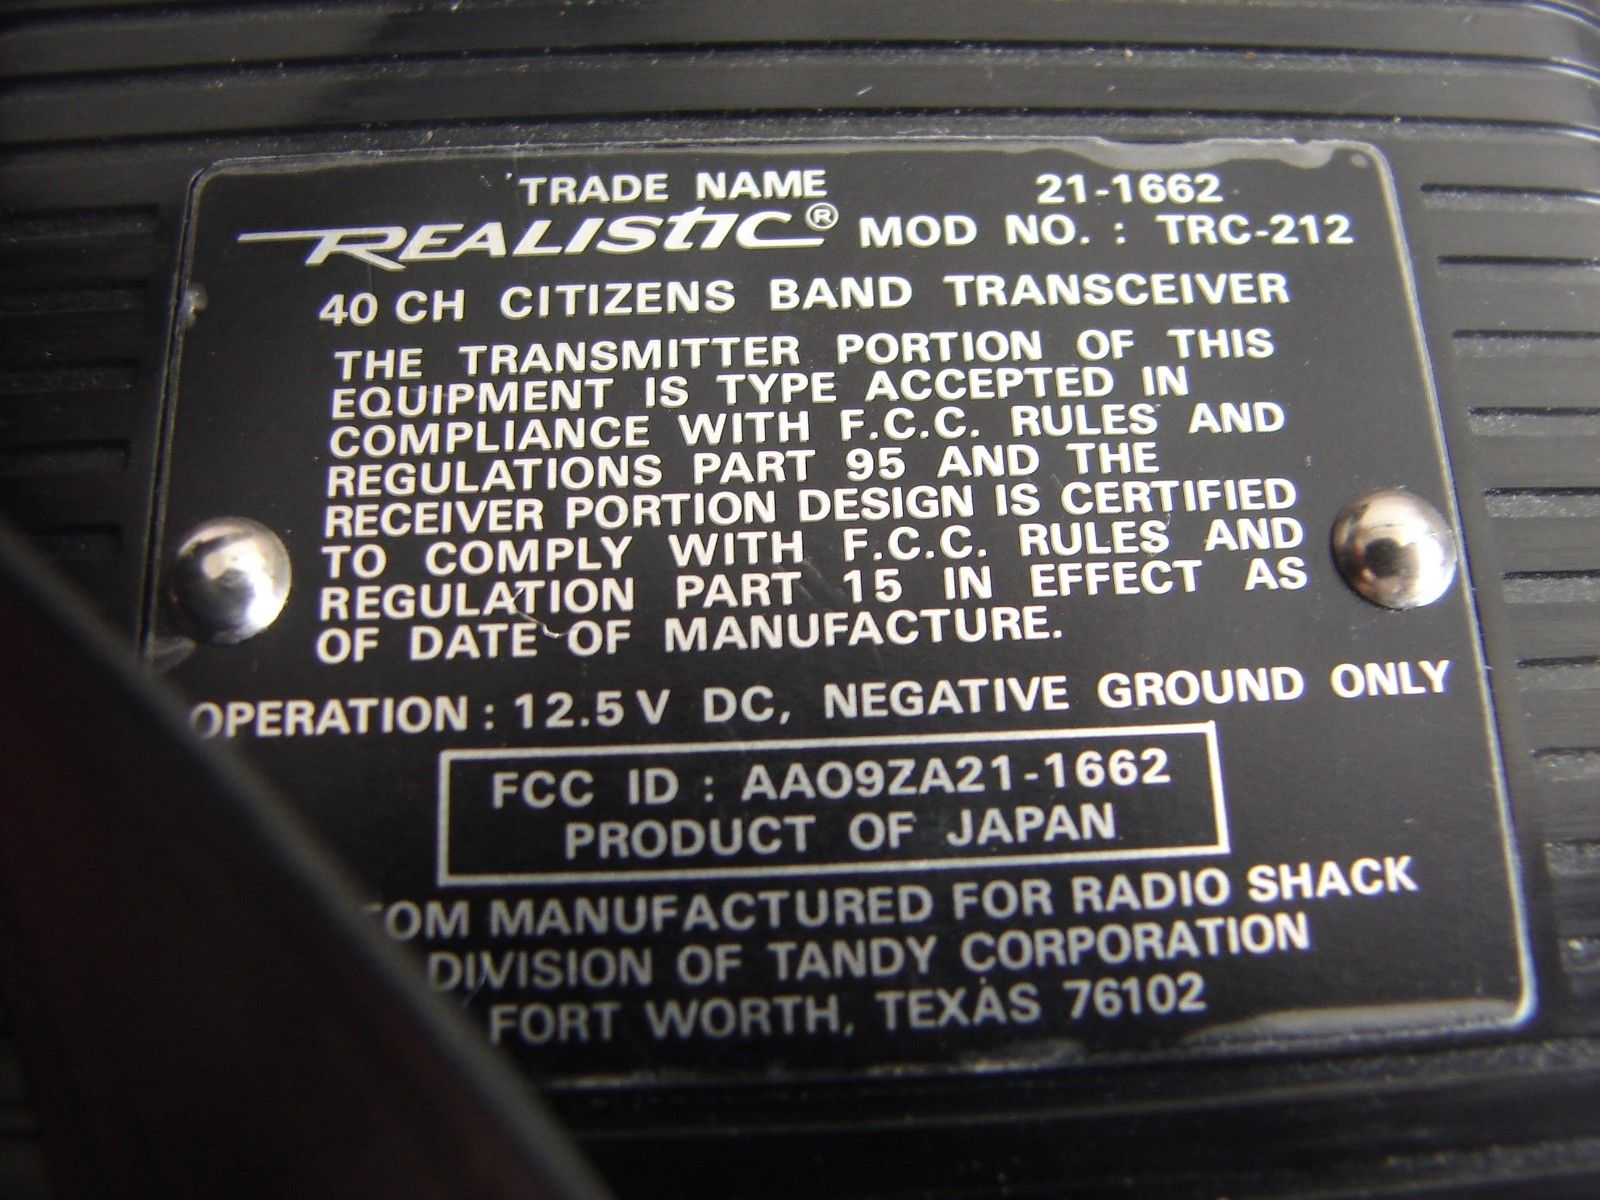 TRADE NAME 21-1662
REALISTIC® MOD NO. : TRC-212
40 CH CITIZENS BAND TRANSCEIVER
THE TRANSMITTER PORTION OF THIS
EQUIPMENT IS TYPE ACCEPTED IN
COMPLIANCE WITH F.C.C. RULES AND
REGULATIONS PART 95 AND THE
RECEIVER PORTION DESIGN IS CERTIFIED
TO COMPLY WITH F.C.C. RULES AND
REGULATION PART 15 IN EFFECT AS
OF DATE OF MANUFACTURE.
OPERATION : 12.5 V DC, NEGATIVE GROUND ONLY
FCC ID : AAO9ZA21-1662
PRODUCT OF JAPAN
TOM MANUFACTURED FOR RADIO SHACK
DIVISION OF TANDY CORPORATION
FORT WORTH, TEXAS 76102